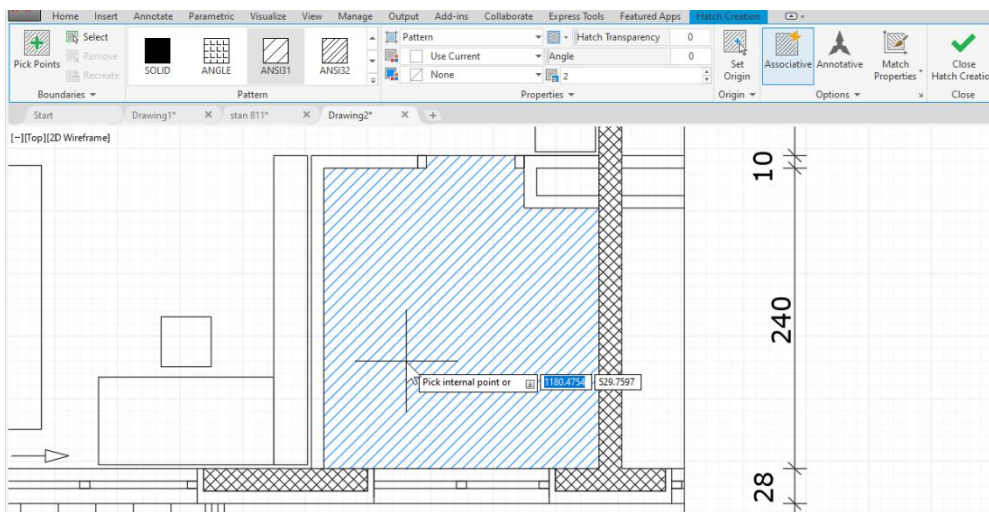 Home Insert Annotate Parametric Visualize View Manage Output Add-ins Collaborate Express Tools Featured Apps Hatch Creation
Select
Remove
Recreate
Pick Points
SOLID
ANGLE
ANSI31
ANSI32
Pattern
Use Current
None
Hatch Transparency 0
Angle 0
2
Set
Origin
Associative
Annotative
Match
Properties
Close
Hatch Creatio
Boundaries Pattern Properties Origin Options Close
Start Drawing1* stan 811* Drawing2*
[−][Top][2D Wireframe]
10
240
Pick internal point or 1180.4754 529.7597
28